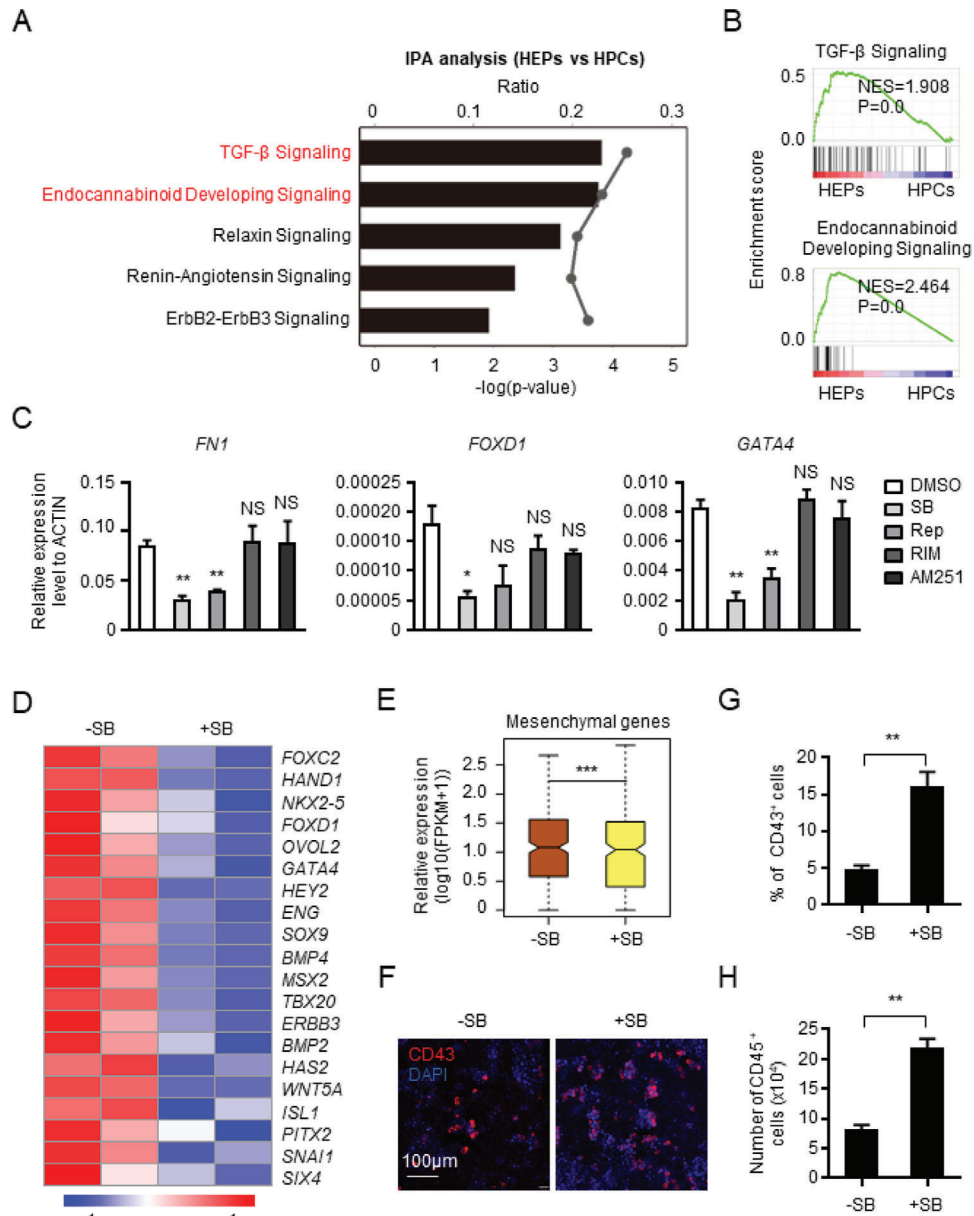 A
IPA analysis (HEPs vs HPCs)
Ratio
0 0.1 0.2 0.3
TGF-β Signaling
Endocannabinoid Developing Signaling
Relaxin Signaling
Renin-Angiotensin Signaling
ErbB2-ErbB3 Signaling
0 1 2 3 4 5
-log(p-value)
B
TGF-β Signaling
0.5
NES=1.908
P=0.0
0.0
HEPs HPCs
Enrichment score
Endocannabinoid
Developing Signaling
0.8
NES=2.464
P=0.0
0.0
HEPs HPCs
C
Relative expression
level to ACTIN
FN1
0.15
0.10
0.05
0
** ** NS NS
FOXD1
0.00021
0.00015
0.00010
0.00005
0
* NS NS NS
GATA4
0.010
0.008
0.006
0.004
0.002
0
** ** NS NS
DMSO
SB
Rep
RIM
AM251
D
-SB +SB
FOXC2
HAND1
NKX2-5
FOXD1
OVOL2
GATA4
HEY2
ENG
SOX9
BMP4
MSX2
TBX20
ERBB3
BMP2
HAS2
WNT5A
ISL1
PITX2
SNAI1
SIX4
E
Mesenchymal genes
Relative expression
(log10(FPKM+1))
2.5
2.0
1.5
1.0
0.5
0
***
-SB +SB
F
-SB +SB
CD43
DAPI
100μm
G
% of CD43⁺ cells
20
15
10
5
0
**
-SB +SB
H
Number of CD45⁺
cells (x10⁴)
25
20
15
10
5
0
**
-SB +SB